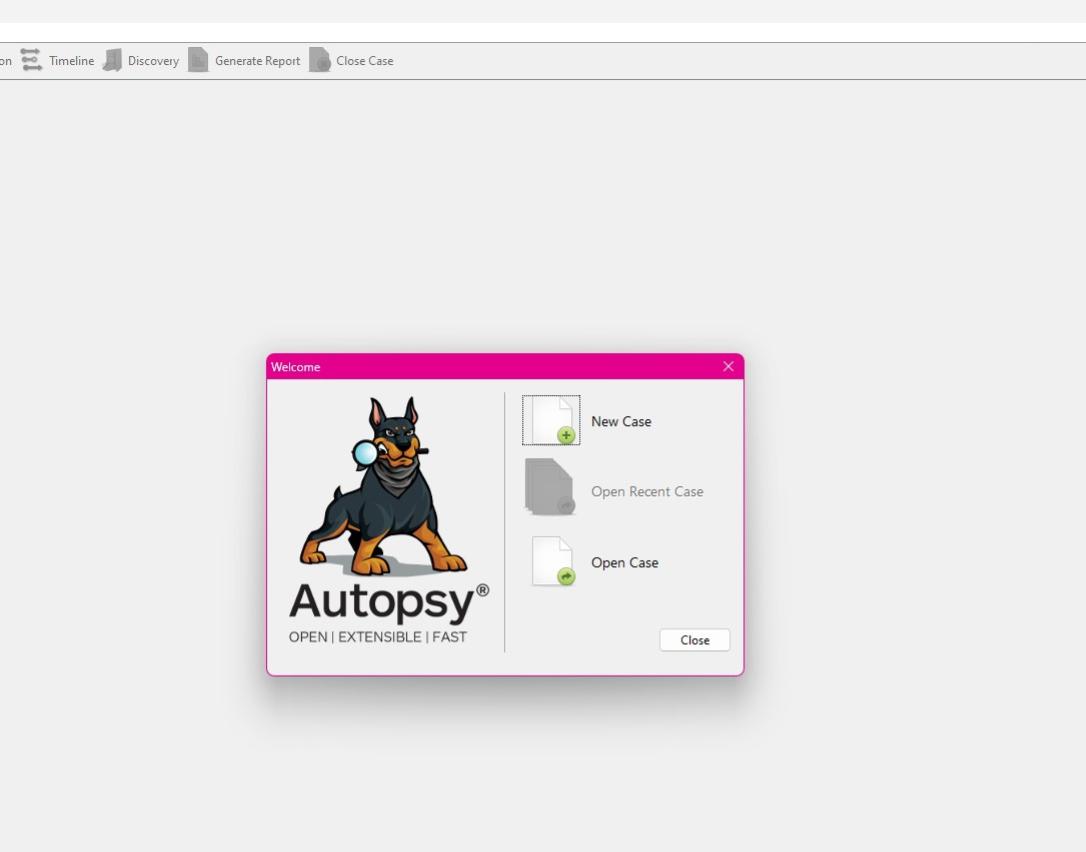 on Timeline Discovery Generate Report Close Case
Welcome
New Case
Open Recent Case
Open Case
Autopsy®
OPEN | EXTENSIBLE | FAST
Close